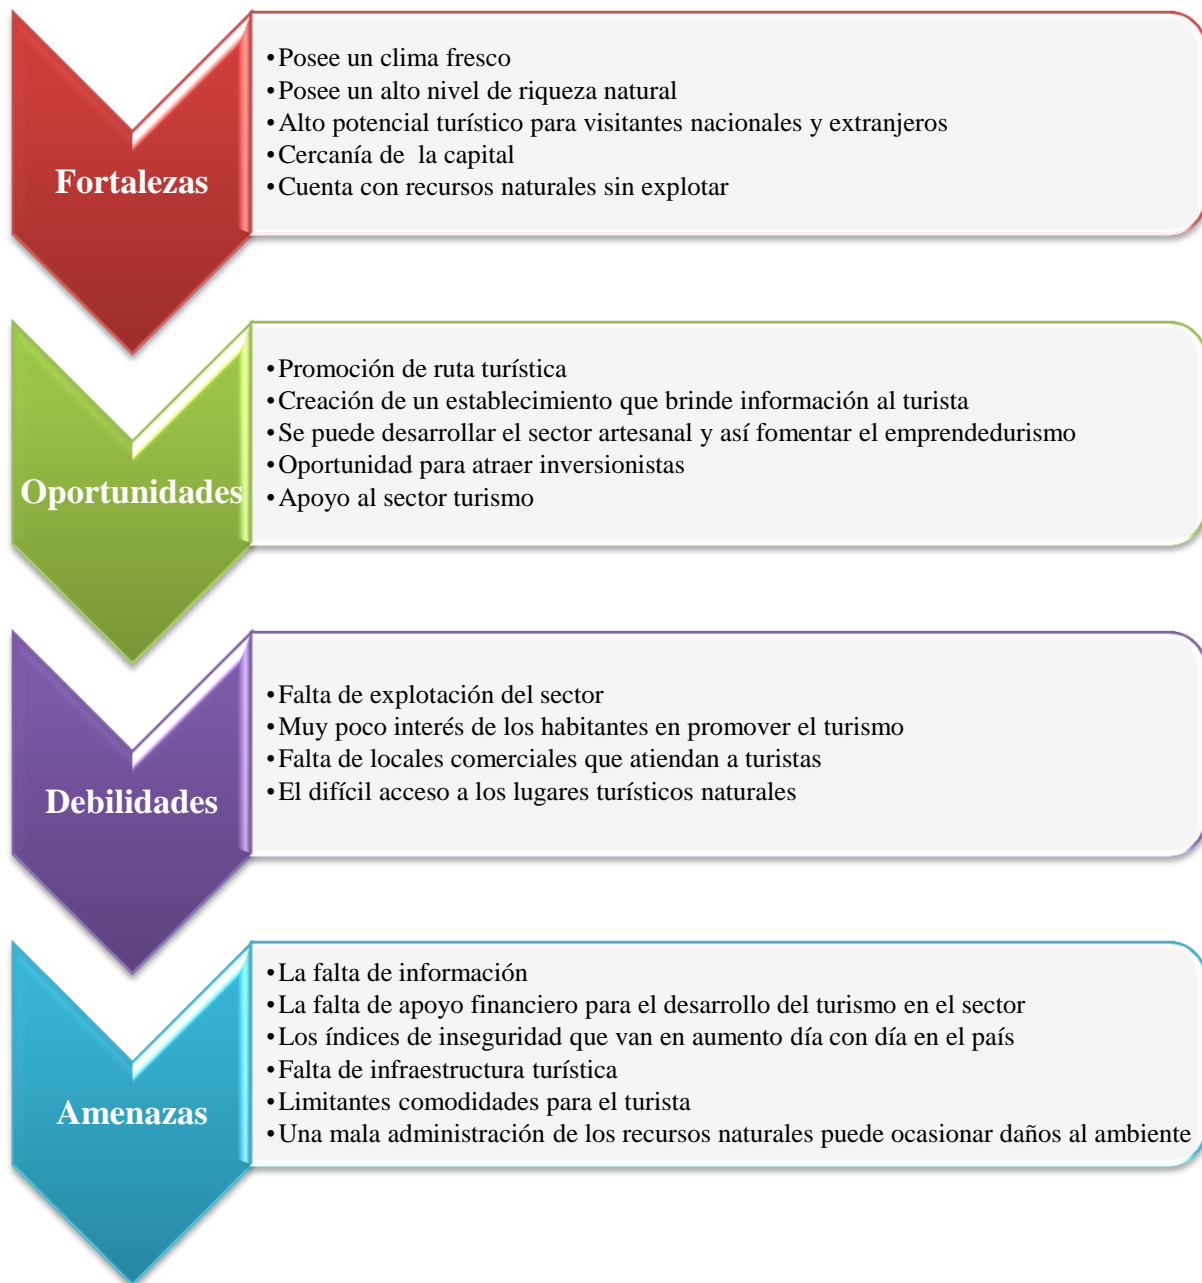 Fortalezas
•Posee un clima fresco
•Posee un alto nivel de riqueza natural
•Alto potencial turístico para visitantes nacionales y extranjeros
•Cercanía de  la capital
•Cuenta con recursos naturales sin explotar
Oportunidades
•Promoción de ruta turística
•Creación de un establecimiento que brinde información al turista
•Se puede desarrollar el sector artesanal y así fomentar el emprendedurismo
•Oportunidad para atraer inversionistas
•Apoyo al sector turismo
Debilidades
•Falta de explotación del sector
•Muy poco interés de los habitantes en promover el turismo
•Falta de locales comerciales que atiendan a turistas
•El difícil acceso a los lugares turísticos naturales
Amenazas
•La falta de información
•La falta de apoyo financiero para el desarrollo del turismo en el sector
•Los índices de inseguridad que van en aumento día con día en el país
•Falta de infraestructura turística
•Limitantes comodidades para el turista
•Una mala administración de los recursos naturales puede ocasionar daños al ambiente